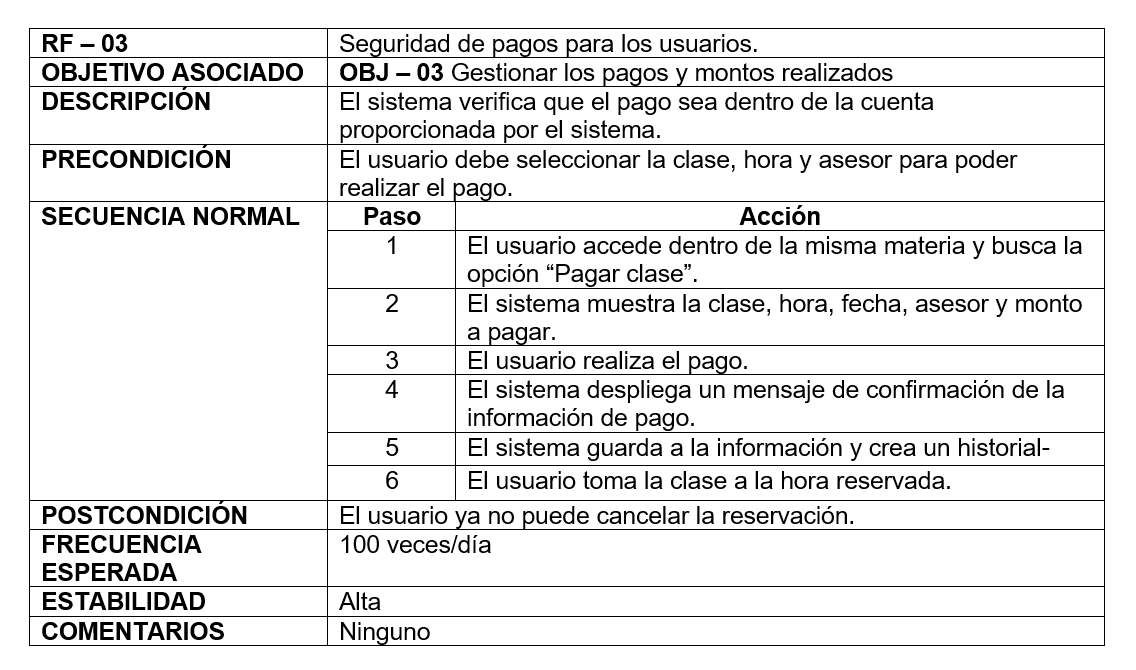 RF – 03 Seguridad de pagos para los usuarios.
OBJETIVO ASOCIADO OBJ – 03 Gestionar los pagos y montos realizados
DESCRIPCIÓN El sistema verifica que el pago sea dentro de la cuenta
proporcionada por el sistema.
PRECONDICIÓN El usuario debe seleccionar la clase, hora y asesor para poder
realizar el pago.
SECUENCIA NORMAL Paso Acción
1 El usuario accede dentro de la misma materia y busca la
opción “Pagar clase”.
2 El sistema muestra la clase, hora, fecha, asesor y monto
a pagar.
3 El usuario realiza el pago.
4 El sistema despliega un mensaje de confirmación de la
información de pago.
5 El sistema guarda a la información y crea un historial-
6 El usuario toma la clase a la hora reservada.
POSTCONDICIÓN El usuario ya no puede cancelar la reservación.
FRECUENCIA 100 veces/día
ESPERADA
ESTABILIDAD Alta
COMENTARIOS Ninguno